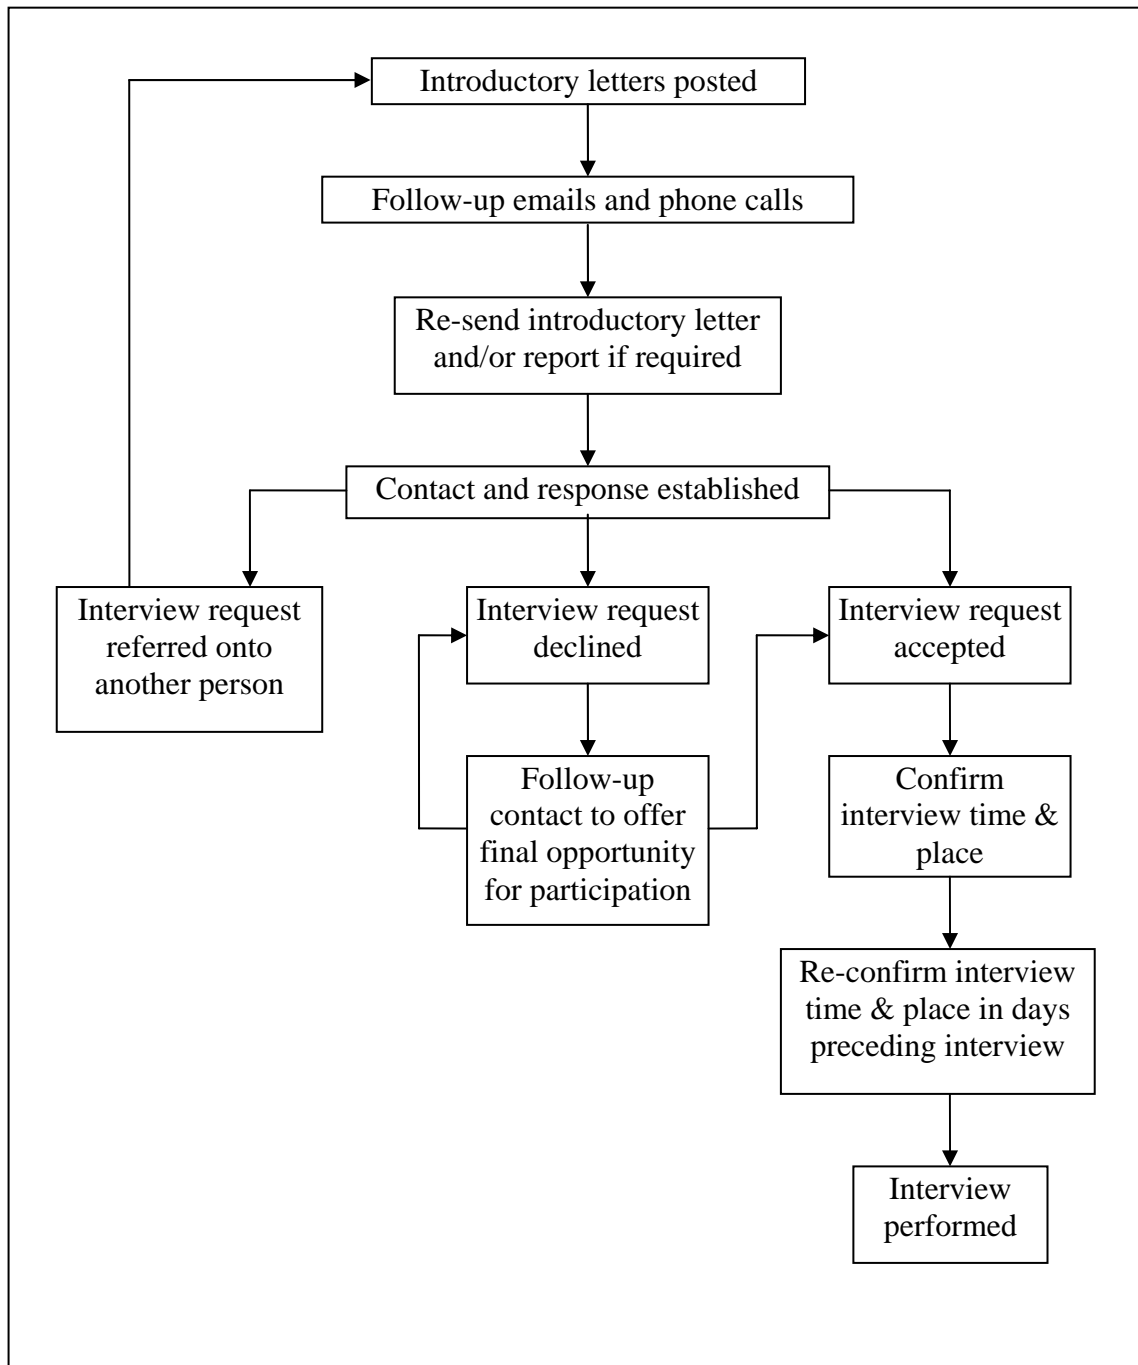 Introductory letters posted
Follow-up emails and phone calls
Re-send introductory letter
and/or report if required
Contact and response established
Interview request
referred onto
another person
Interview request
declined
Interview request
accepted
Follow-up
contact to offer
final opportunity
for participation
Confirm
interview time &
place
Re-confirm interview
time & place in days
preceding interview
Interview
performed